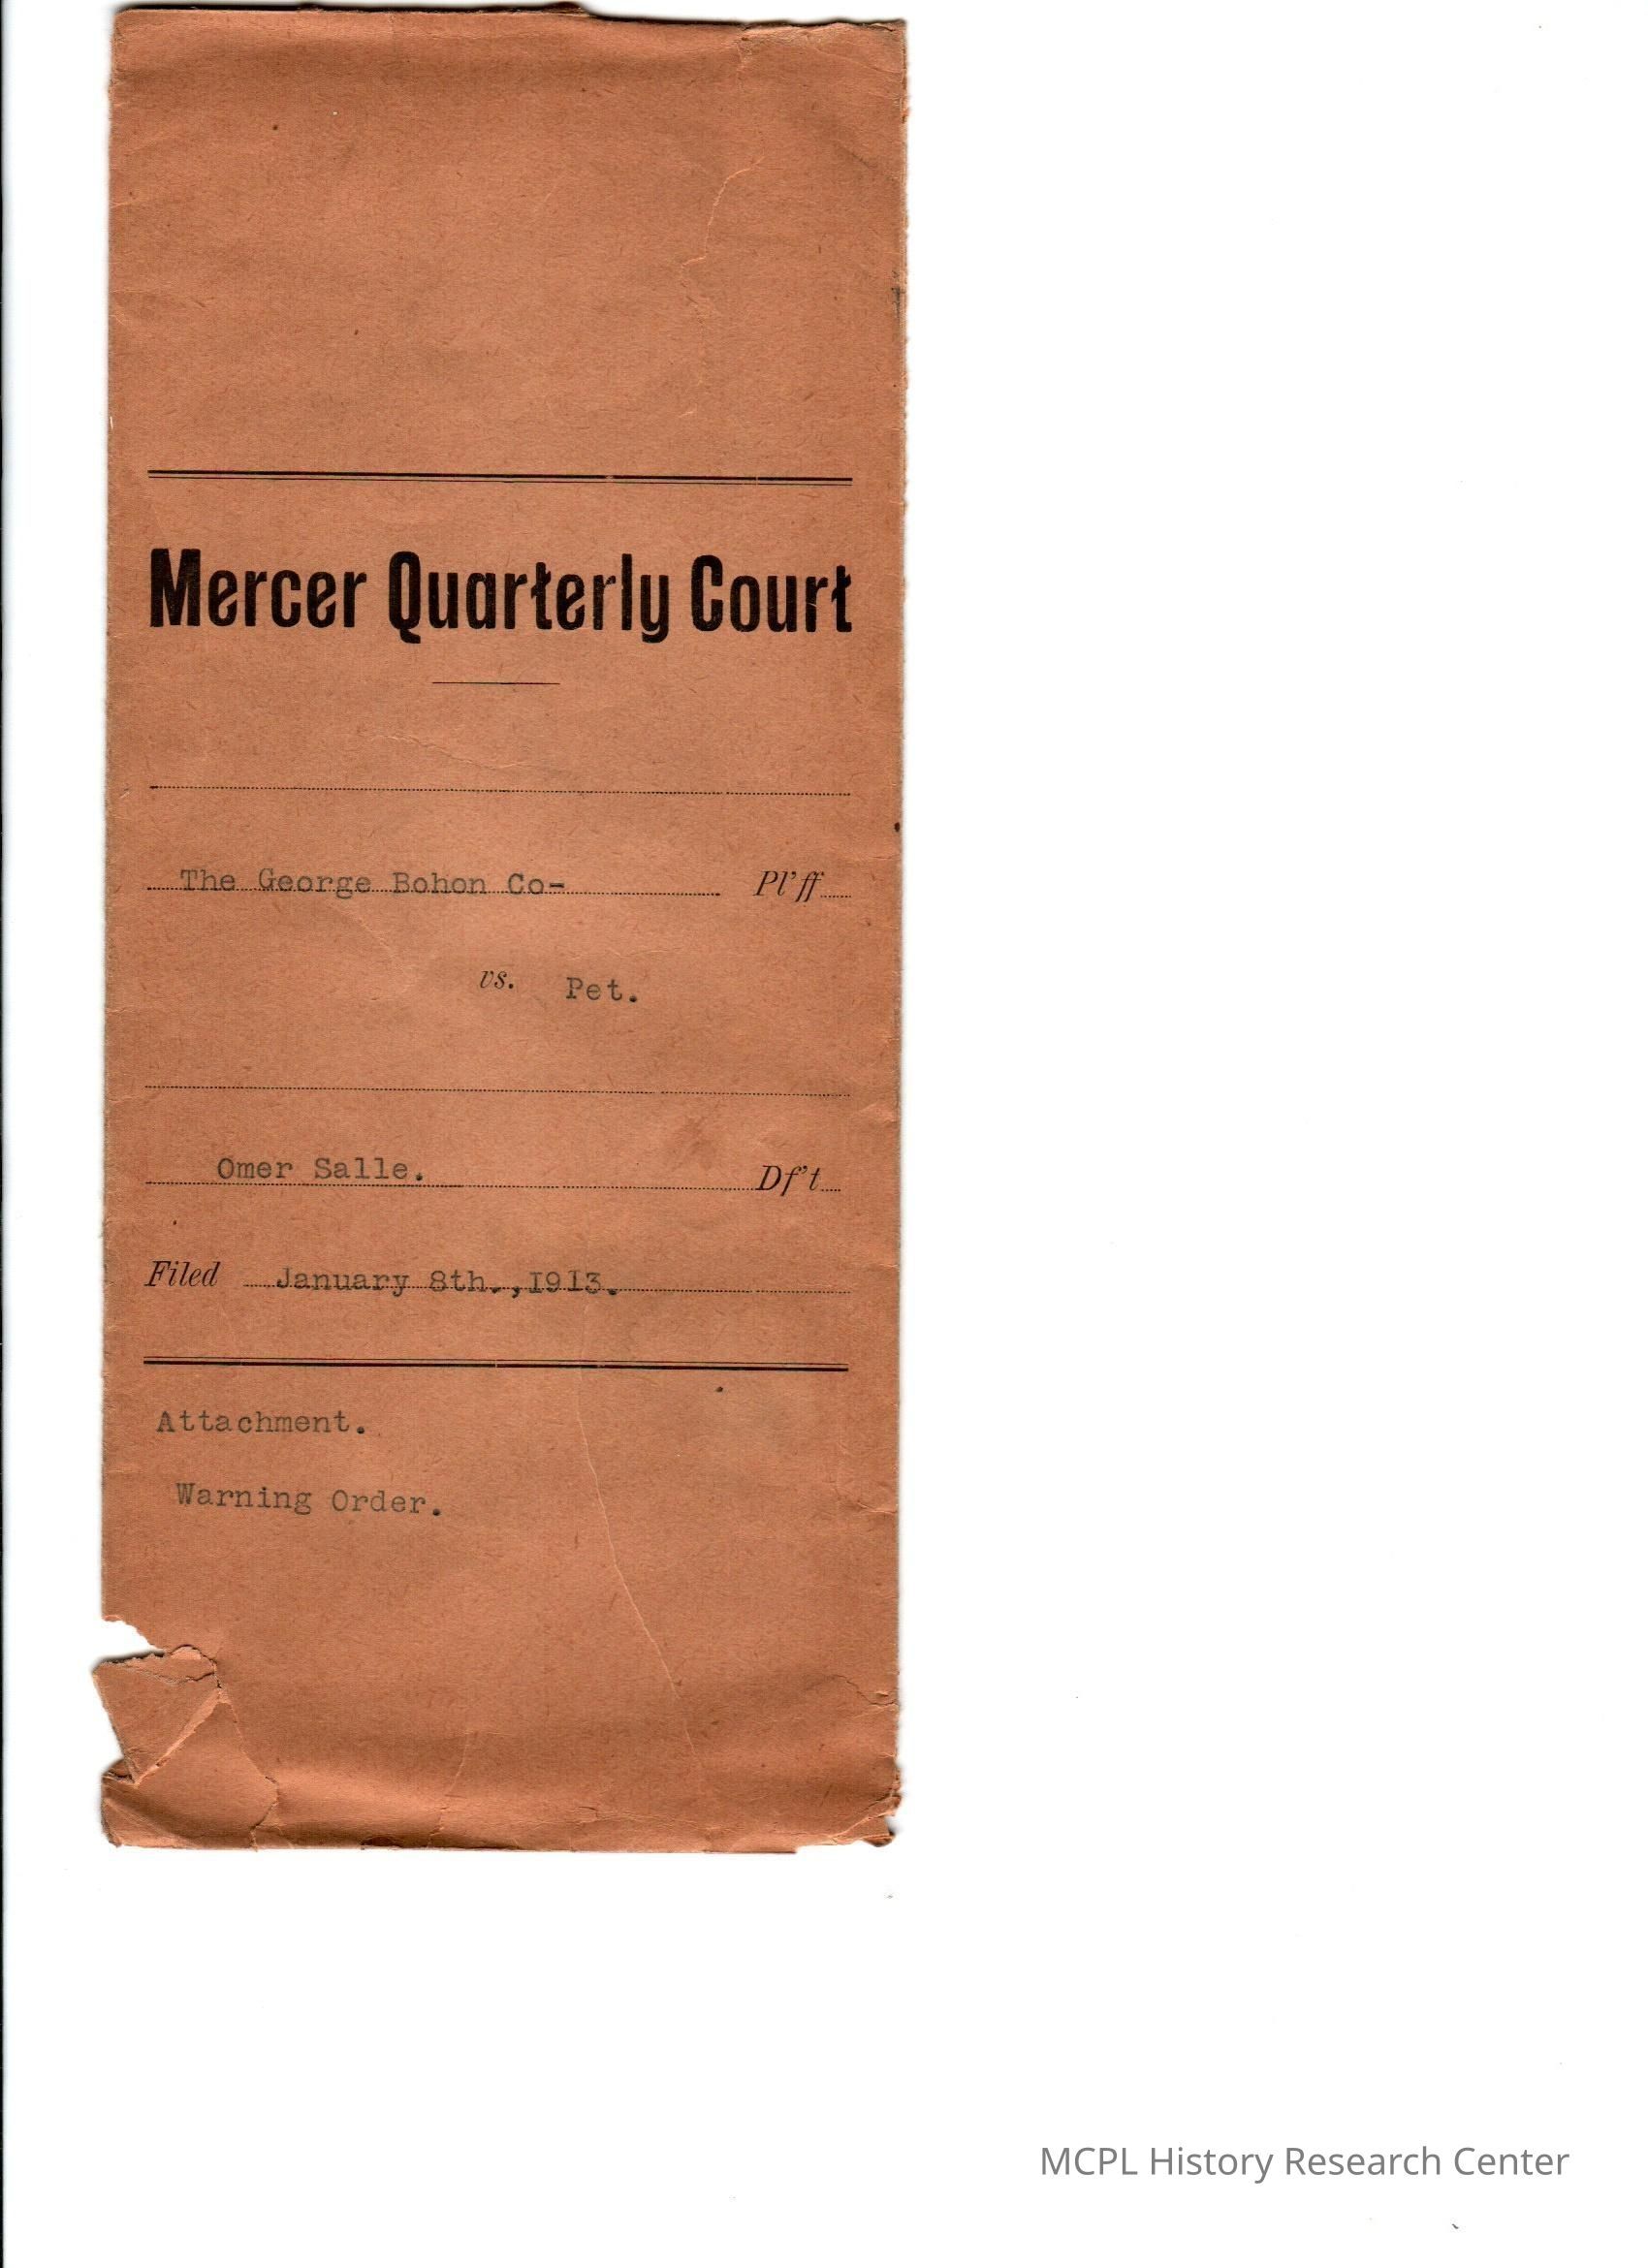 Mercer Quarterly Court
The George Bohon Co- Pl'ff
vs. Pet.
Omer Salle. Df't
Filed January 8th.,1913.
Attachment.
Warning Order.
MCPL History Research Center